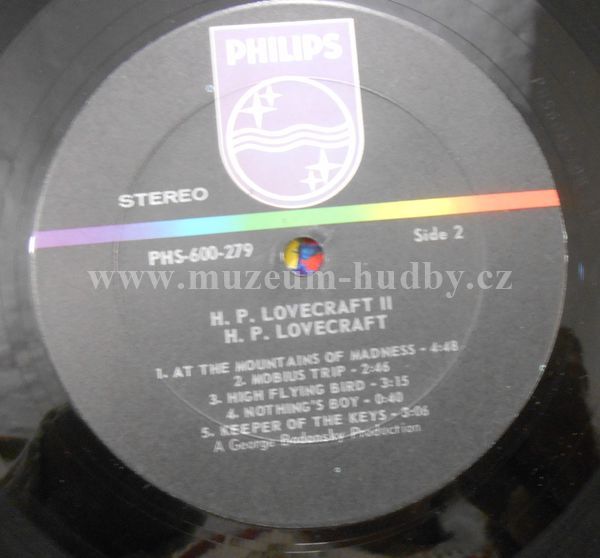 PHILIPS
STEREO
PHS-600-279 Side 2
www.muzeum-hudby.cz
H. P. LOVECRAFT II
H. P. LOVECRAFT
1. AT THE MOUNTAINS OF MADNESS - 4:48
2. MOBIUS TRIP - 2:46
3. HIGH FLYING BIRD - 3:15
4. NOTHING'S BOY - 0:40
5. KEEPER OF THE KEYS - 3:06
A George Badonsky Production